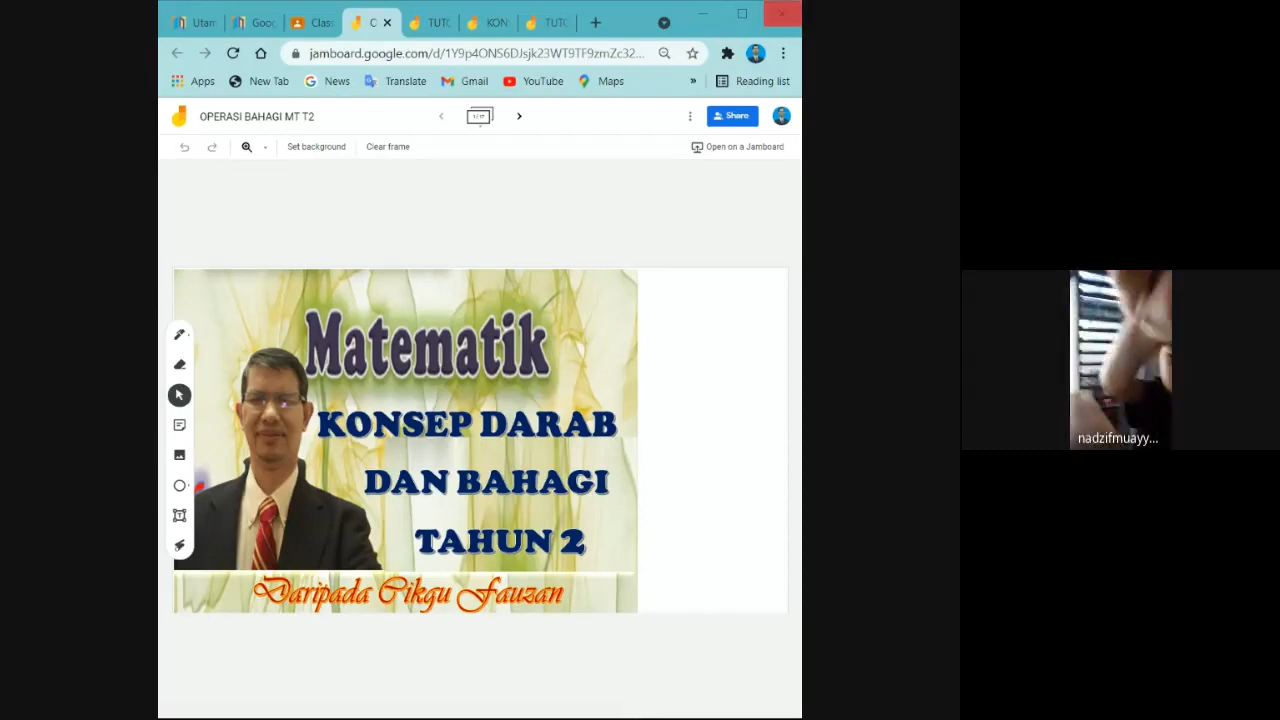 Utam
Goog
Class
C
TUTO
KON
TUTO
jamboard.google.com/d/1Y9p4ONS6DJsjk23WT9TF9zmZc32...
Apps
New Tab
News
Translate
Gmail
YouTube
Maps
»
Reading list
OPERASI BAHAGI MT T2
Share
Set background
Clear frame
Open on a Jamboard
Matematik
KONSEP DARAB
DAN BAHAGI
TAHUN 2
Daripada Cikgu Fauzan
nadzifmuayy...